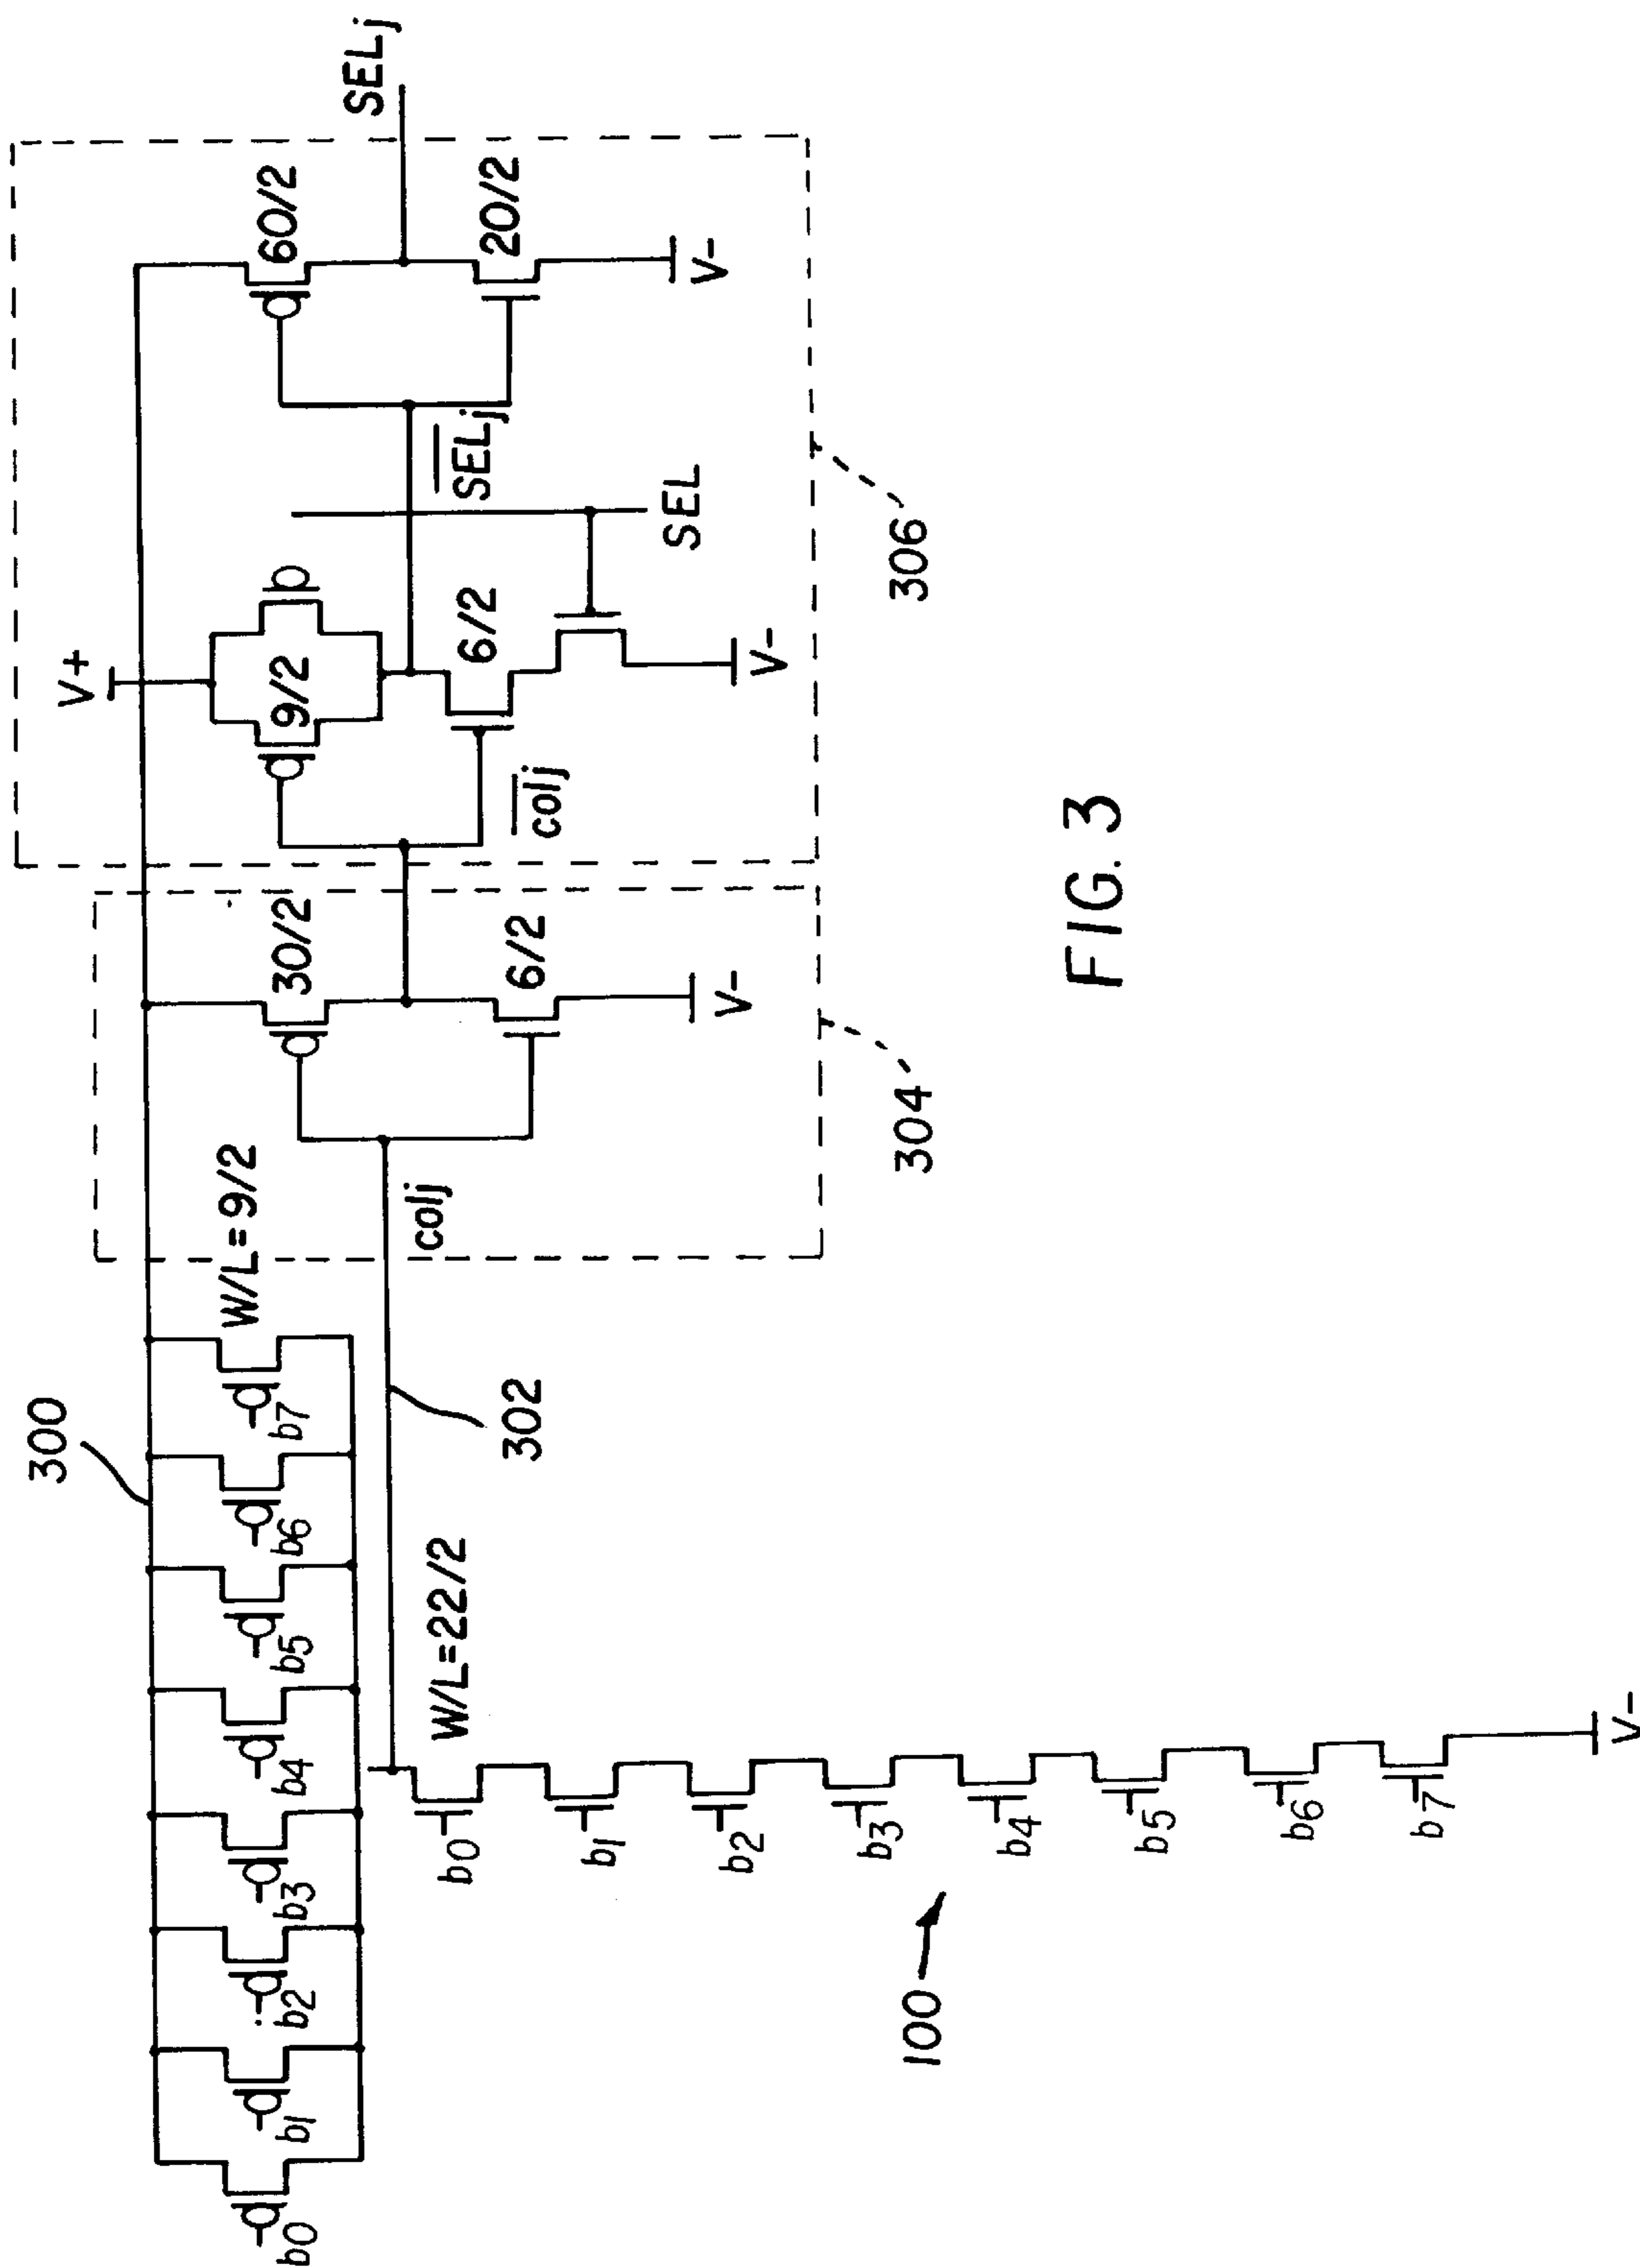 300
b0
b1
b2
b3
b4
b5
b6
b7
W/L=9/2
302
W/L=22/2
b0
b1
b2
b3
b4
b5
b6
b7
V-
100
colj
30/2
6/2
V-
304
V+
9/2
6/2
V-
colj
SELj
SEL
60/2
20/2
V-
SELj
306
FIG. 3